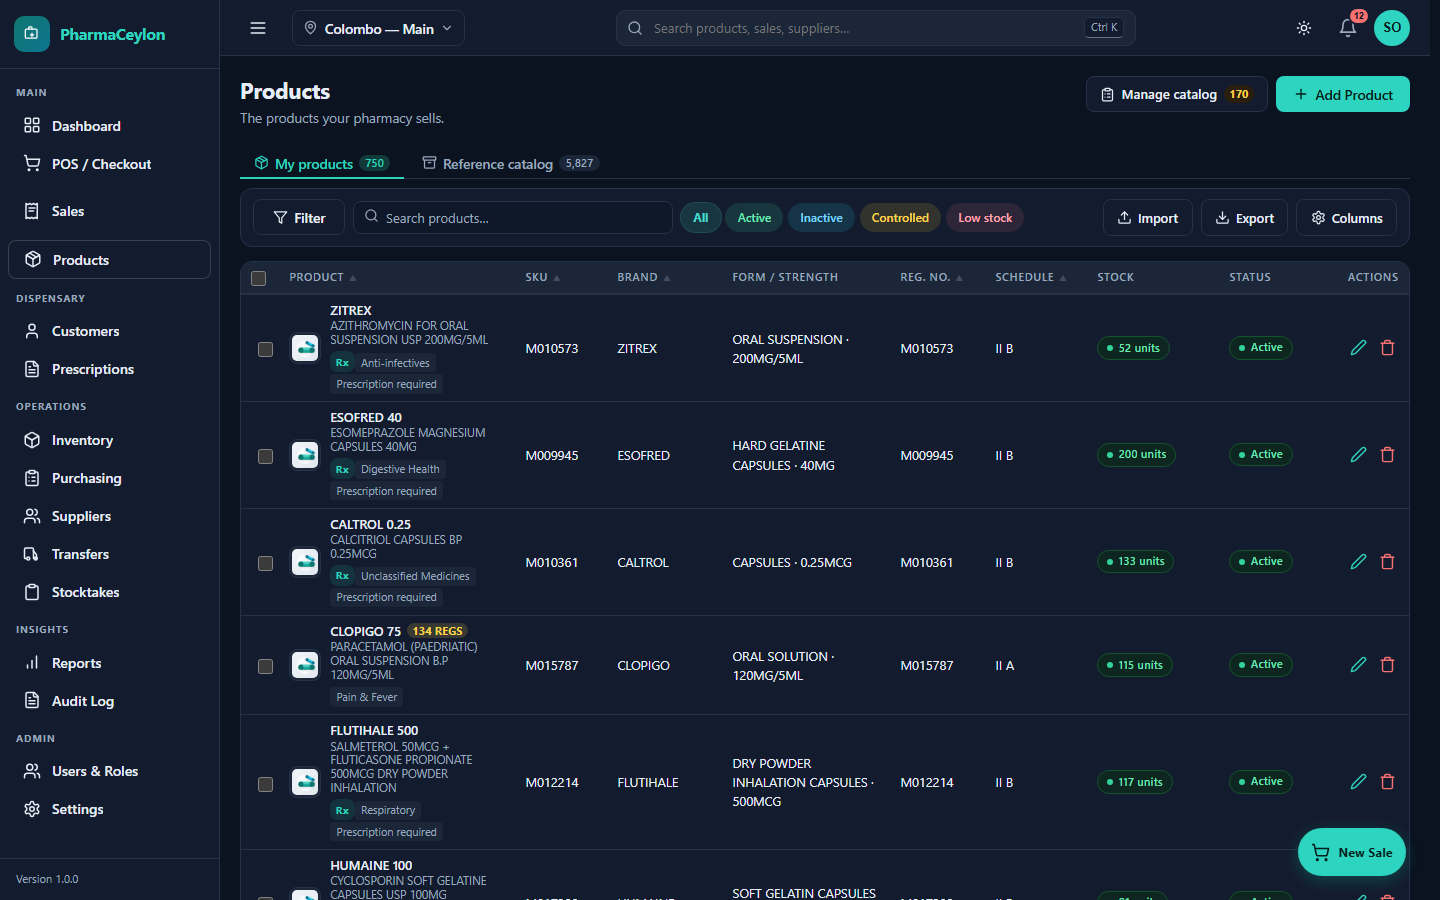 PharmaCeylon
Colombo — Main
Search products, sales, suppliers...
Ctrl K
12
SO
MAIN
Dashboard
POS / Checkout
Sales
Products
DISPENSARY
Customers
Prescriptions
OPERATIONS
Inventory
Purchasing
Suppliers
Transfers
Stocktakes
INSIGHTS
Reports
Audit Log
ADMIN
Users & Roles
Settings
Version 1.0.0
Products
The products your pharmacy sells.
Manage catalog 170
Add Product
My products 750
Reference catalog 5,827
Filter
Search products...
All
Active
Inactive
Controlled
Low stock
Import
Export
Columns
PRODUCT SKU BRAND FORM / STRENGTH REG. NO. SCHEDULE STOCK STATUS ACTIONS
ZITREX
AZITHROMYCIN FOR ORAL
SUSPENSION USP 200MG/5ML
Rx Anti-infectives
Prescription required
M010573
ZITREX
ORAL SUSPENSION ·
200MG/5ML
M010573
II B
52 units
Active
ESOFRED 40
ESOMEPRAZOLE MAGNESIUM
CAPSULES 40MG
Rx Digestive Health
Prescription required
M009945
ESOFRED
HARD GELATINE
CAPSULES · 40MG
M009945
II B
200 units
Active
CALTROL 0.25
CALCITRIOL CAPSULES BP
0.25MCG
Rx Unclassified Medicines
Prescription required
M010361
CALTROL
CAPSULES · 0.25MCG
M010361
II B
133 units
Active
CLOPIGO 75 134 REGS
PARACETAMOL (PAEDRIATIC)
ORAL SUSPENSION B.P
120MG/5ML
Pain & Fever
M015787
CLOPIGO
ORAL SOLUTION ·
120MG/5ML
M015787
II A
115 units
Active
FLUTIHALE 500
SALMETEROL 50MCG +
FLUTICASONE PROPIONATE
500MCG DRY POWDER
INHALATION
Rx Respiratory
Prescription required
M012214
FLUTIHALE
DRY POWDER
INHALATION CAPSULES ·
500MCG
M012214
II B
117 units
Active
HUMAINE 100
CYCLOSPORIN SOFT GELATINE
CAPSULES USP 100MG
SOFT GELATIN CAPSULES
New Sale